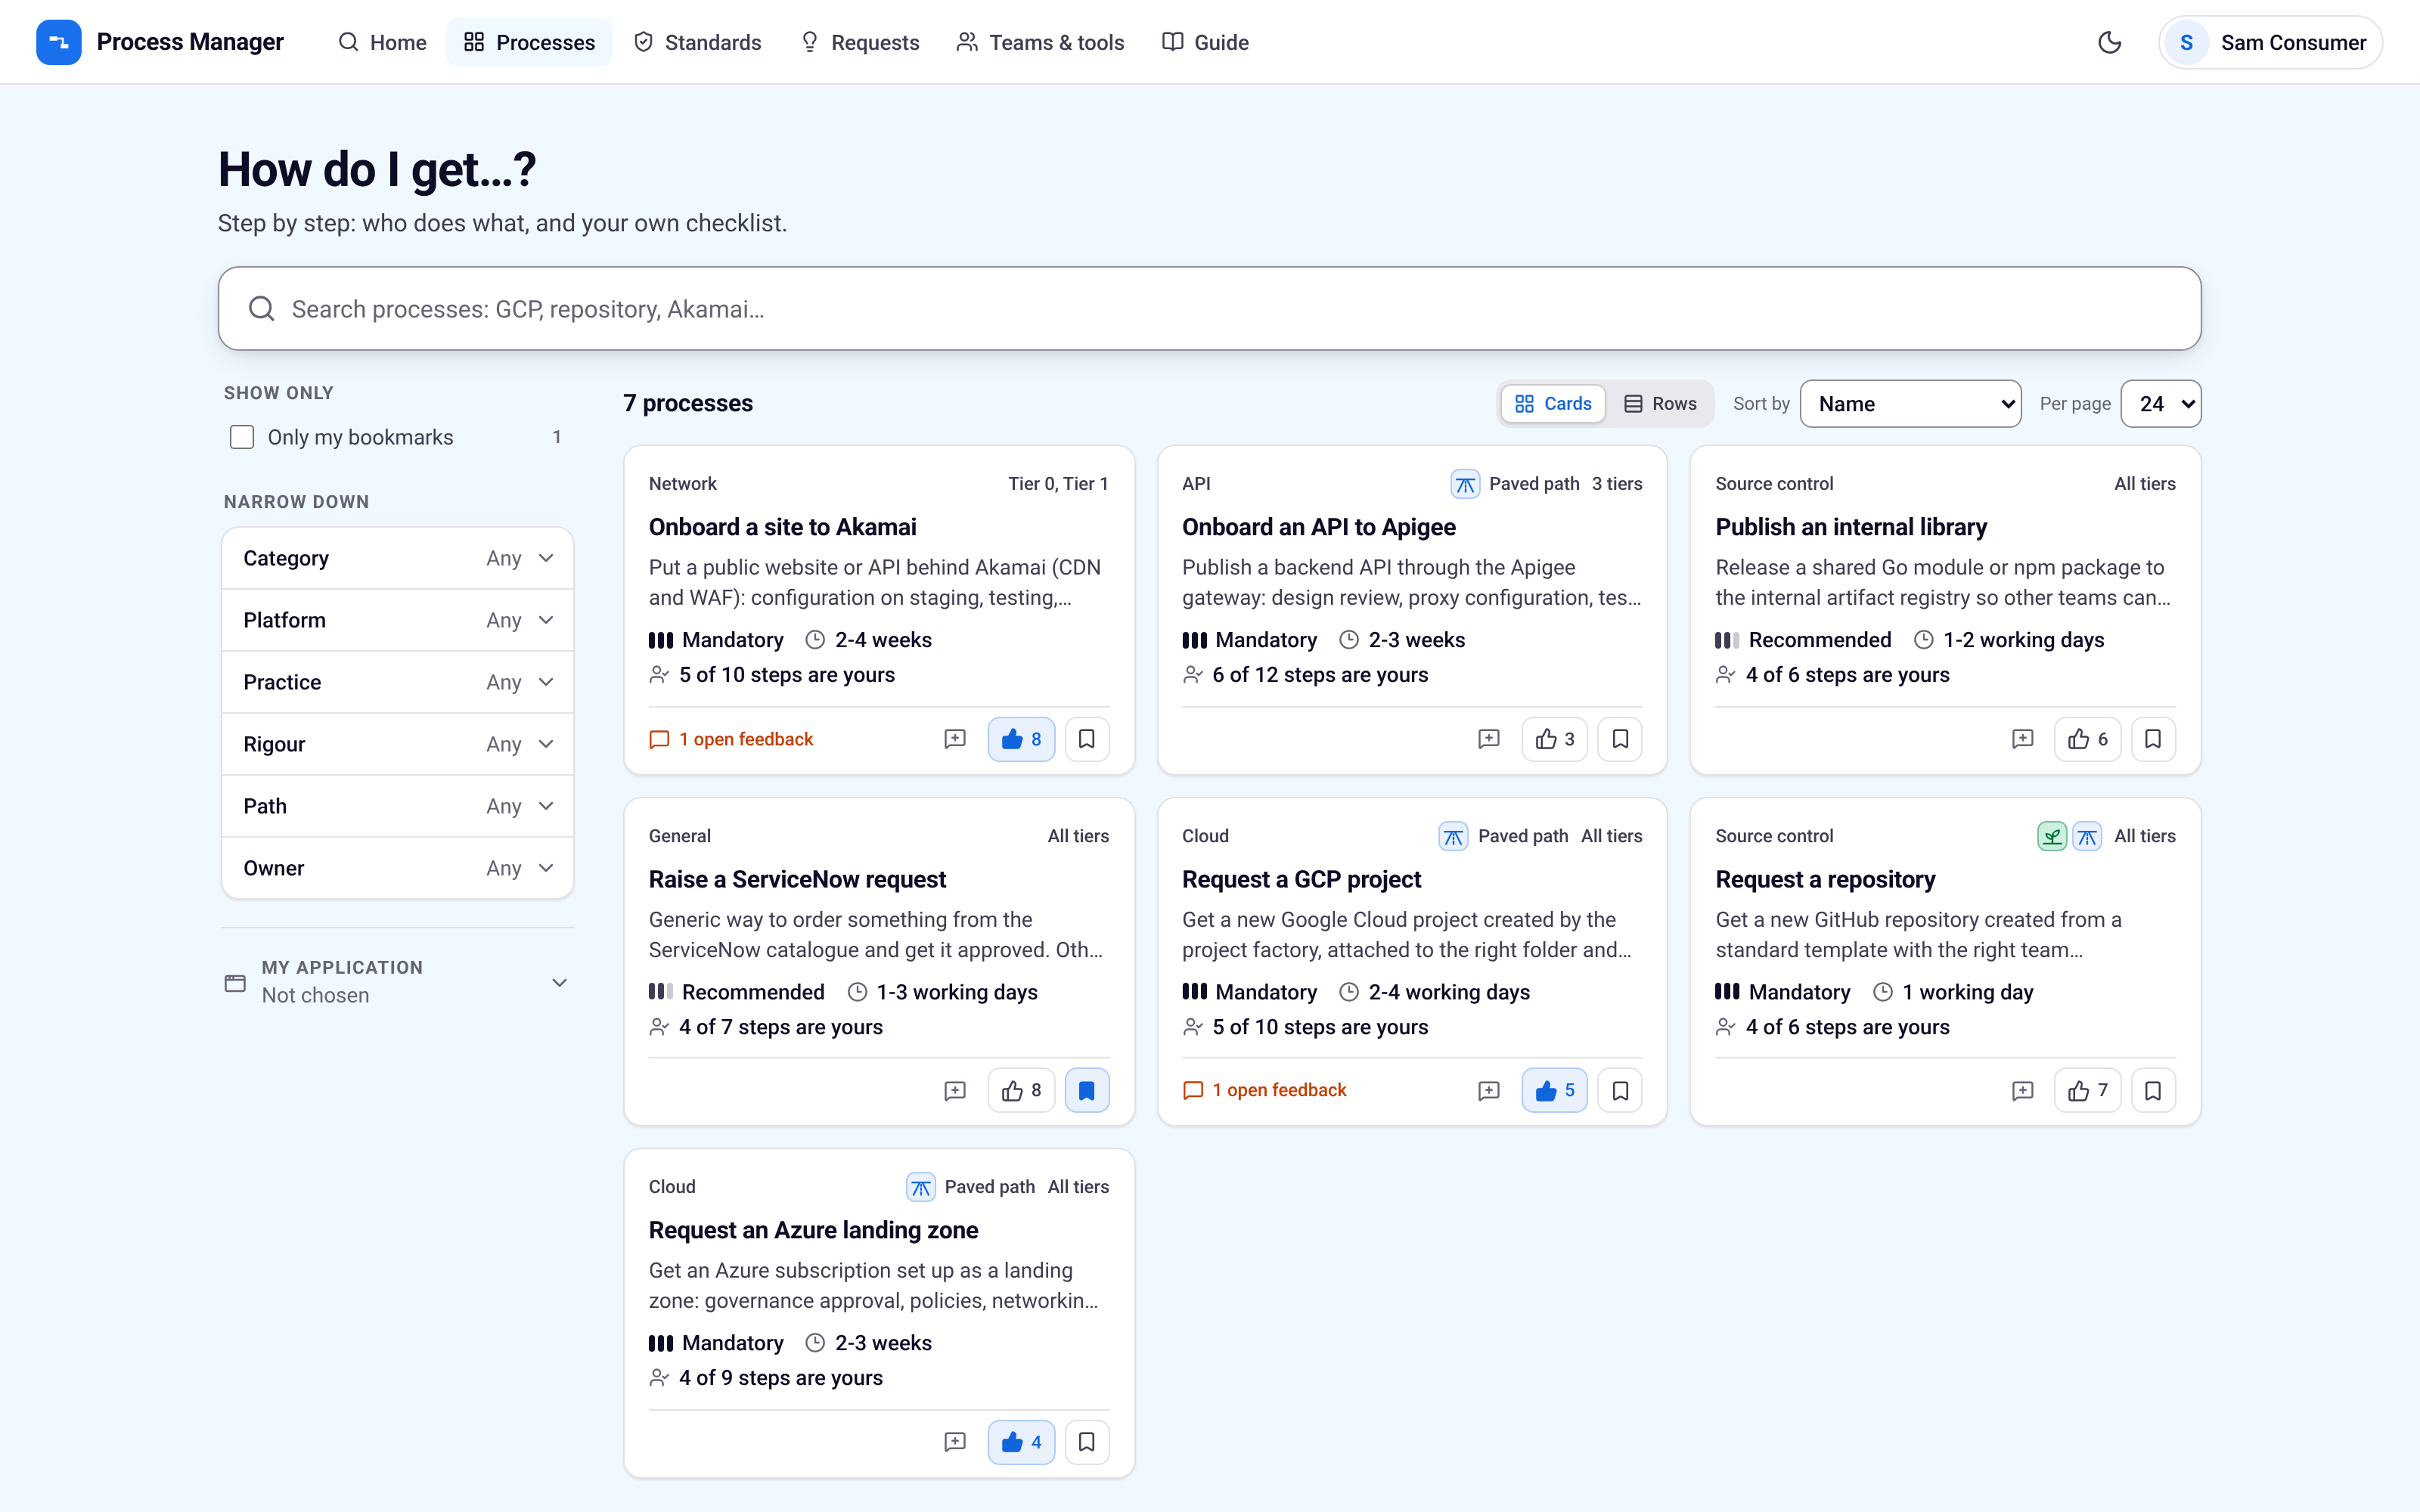 Process Manager
Home
Processes
Standards
Requests
Teams & tools
Guide
S
Sam Consumer
How do I get...?
Step by step: who does what, and your own checklist.
Search processes: GCP, repository, Akamai...
SHOW ONLY
Only my bookmarks 1
NARROW DOWN
Category Any
Platform Any
Practice Any
Rigour Any
Path Any
Owner Any
MY APPLICATION
Not chosen
7 processes
Cards
Rows
Sort by Name
Per page 24
Network Tier 0, Tier 1
Onboard a site to Akamai
Put a public website or API behind Akamai (CDN
and WAF): configuration on staging, testing,...
Mandatory 2-4 weeks
5 of 10 steps are yours
1 open feedback 8
API Paved path 3 tiers
Onboard an API to Apigee
Publish a backend API through the Apigee
gateway: design review, proxy configuration, tes...
Mandatory 2-3 weeks
6 of 12 steps are yours
3
Source control All tiers
Publish an internal library
Release a shared Go module or npm package to
the internal artifact registry so other teams can...
Recommended 1-2 working days
4 of 6 steps are yours
6
General All tiers
Raise a ServiceNow request
Generic way to order something from the
ServiceNow catalogue and get it approved. Oth...
Recommended 1-3 working days
4 of 7 steps are yours
8
Cloud Paved path All tiers
Request a GCP project
Get a new Google Cloud project created by the
project factory, attached to the right folder and...
Mandatory 2-4 working days
5 of 10 steps are yours
1 open feedback 5
Source control All tiers
Request a repository
Get a new GitHub repository created from a
standard template with the right team...
Mandatory 1 working day
4 of 6 steps are yours
7
Cloud Paved path All tiers
Request an Azure landing zone
Get an Azure subscription set up as a landing
zone: governance approval, policies, networkin...
Mandatory 2-3 weeks
4 of 9 steps are yours
4